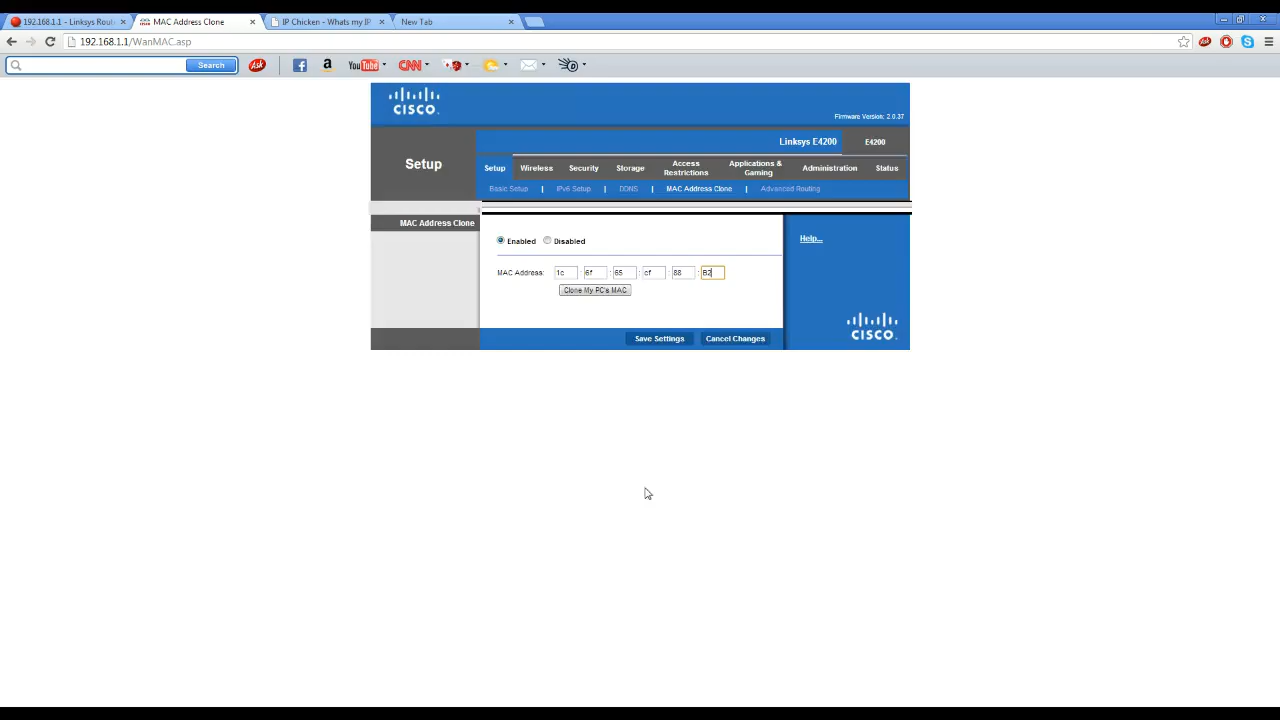 192.168.1.1 - Linksys Rout
MAC Address Clone
IP Chicken - Whats my IP
New Tab
192.168.1.1/WanMAC.asp
Search
Ask
YouTube
CNN
CISCO
Firmware Version: 2.0.37
Linksys E4200
E4200
Setup
Setup
Wireless
Security
Storage
Access Restrictions
Applications & Gaming
Administration
Status
Basic Setup | IPv6 Setup | DDNS | MAC Address Clone | Advanced Routing
MAC Address Clone
Enabled Disabled
Help...
MAC Address: 1c : 6f : 65 : cf : 88 : B2
Clone My PC's MAC
CISCO
Save Settings
Cancel Changes